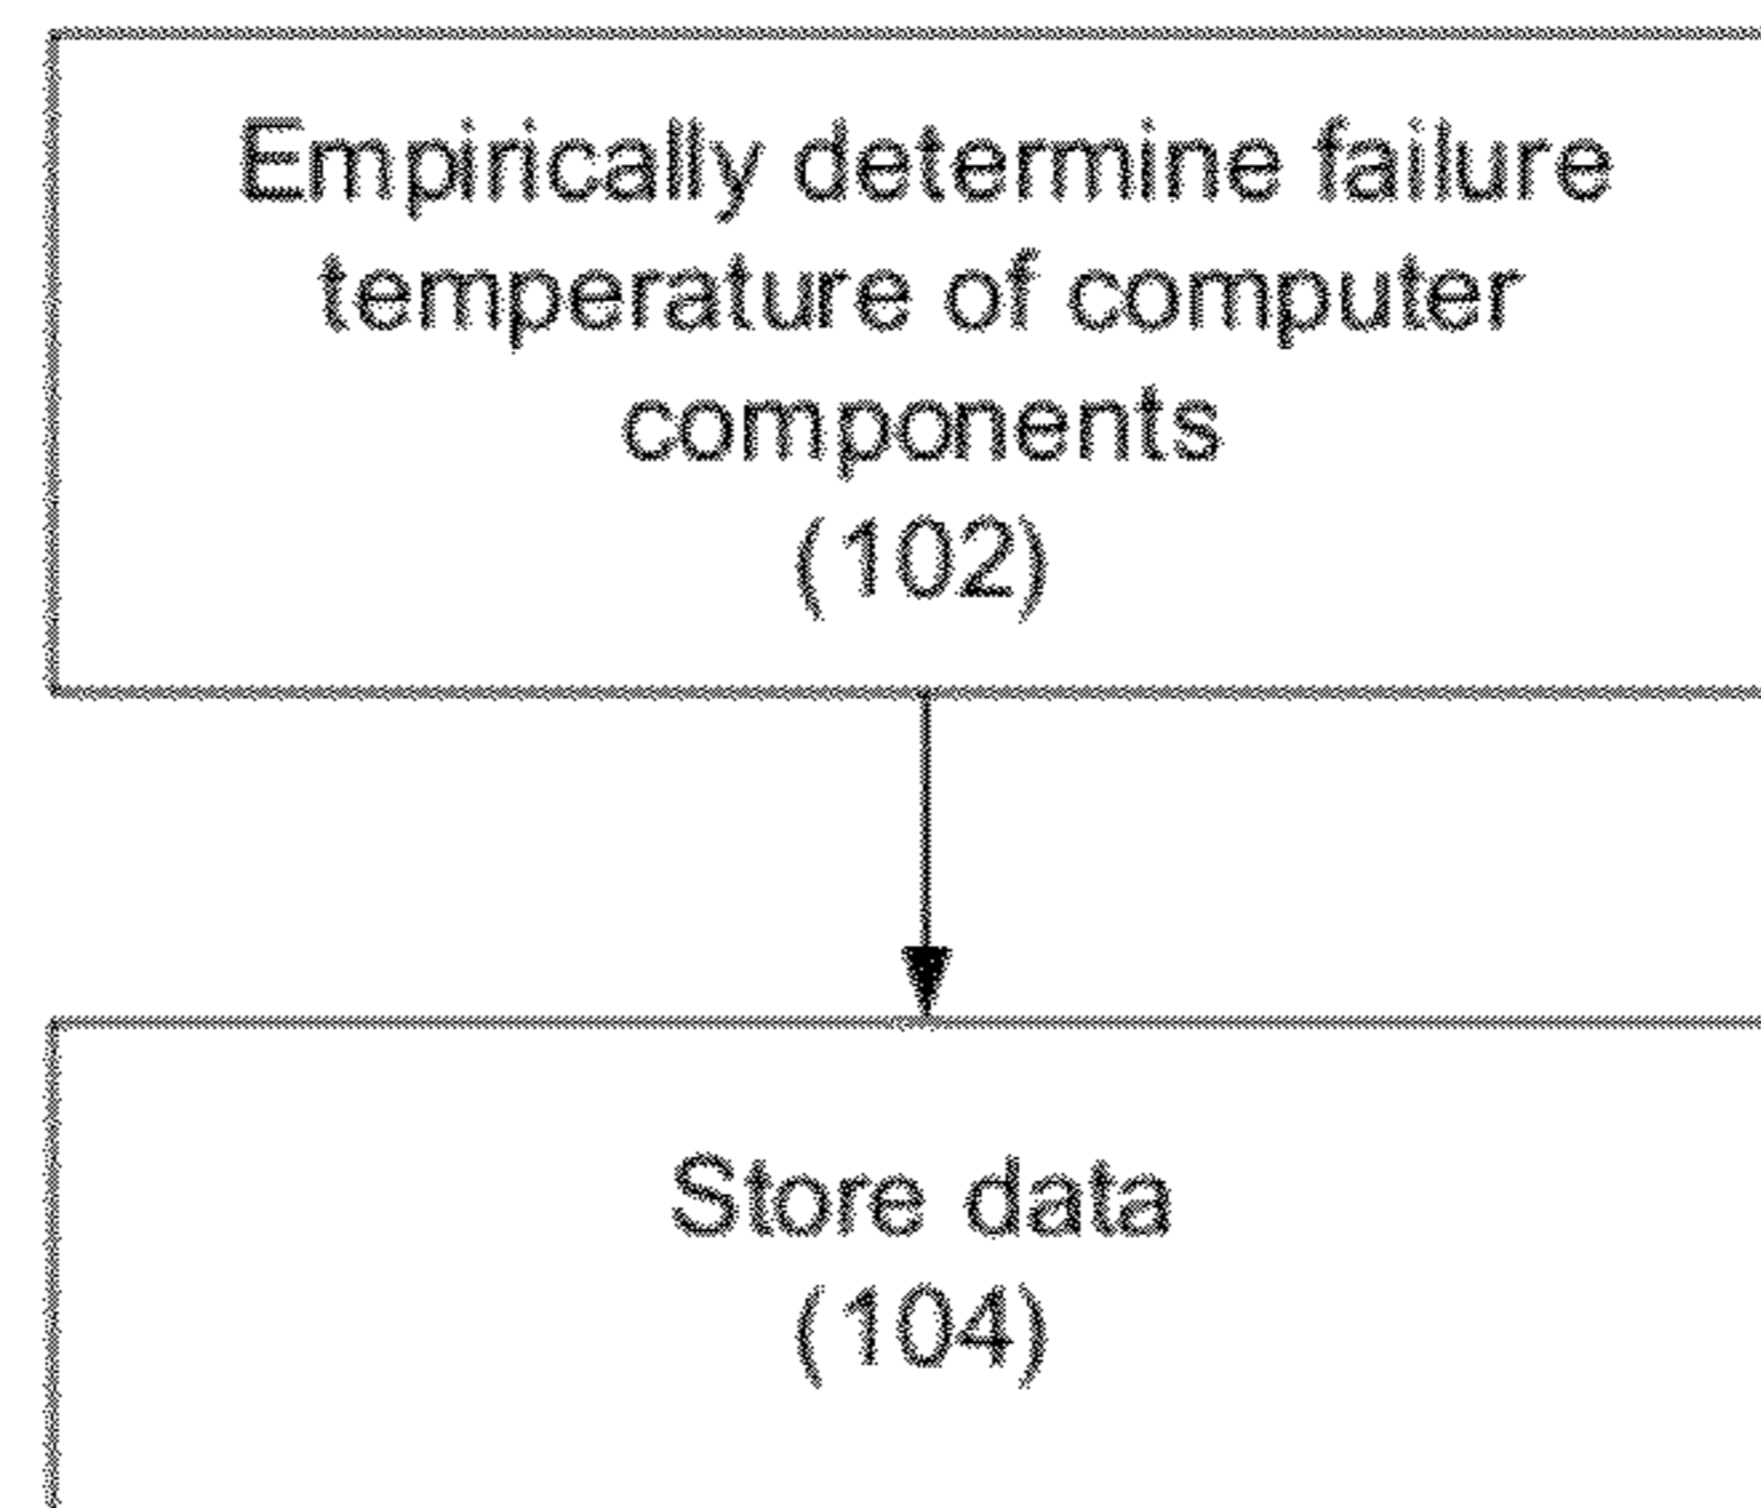 Empirically determine failure
temperature of computer
components
(102)
Store data
(104)